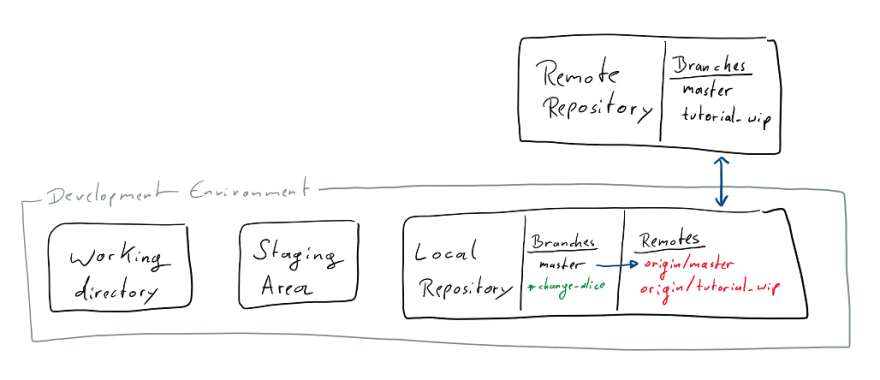 Remote
Repository
Branches
master
tutorial_wip
Development Environment
Working
directory
Staging
Area
Local
Repository
Branches
master
*change-alice
Remotes
origin/master
origin/tutorial_wip